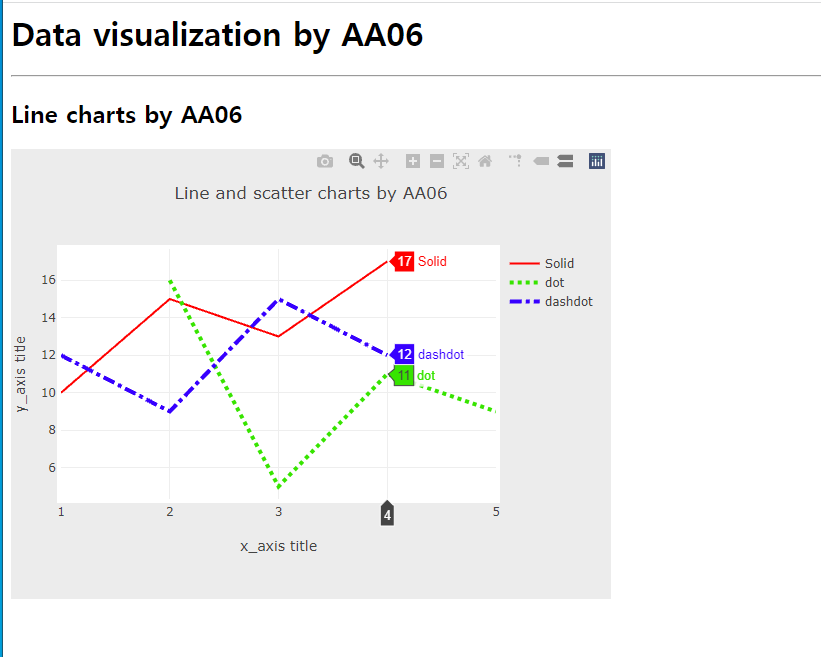 Data visualization by AA06
Line charts by AA06
Line and scatter charts by AA06
17 Solid
12 dashdot
11 dot
Solid
dot
dashdot
16
14
12
10
8
6
y_axis title
1 2 3 4 5
x_axis title